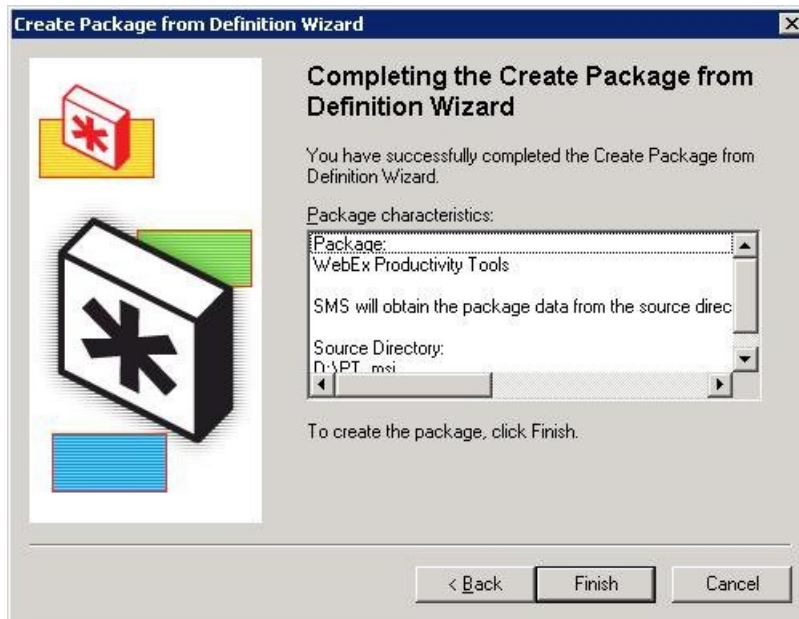 Create Package from Definition Wizard
Completing the Create Package from
Definition Wizard
You have successfully completed the Create Package from
Definition Wizard.
Package characteristics:
Package:
WebEx Productivity Tools
SMS will obtain the package data from the source direc
Source Directory:
D:\PT_msi
To create the package, click Finish.
< Back
Finish
Cancel